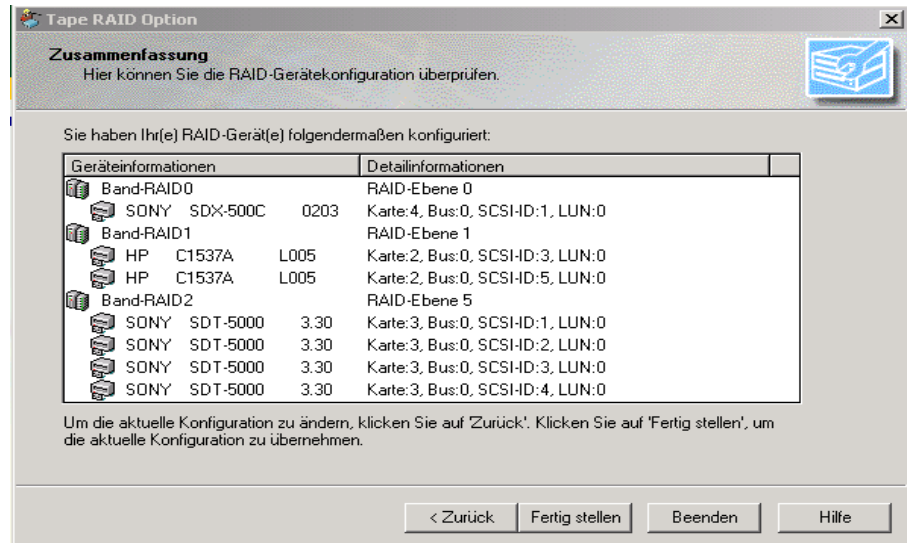 Tape RAID Option
Zusammenfassung
Hier können Sie die RAID-Gerätekonfiguration überprüfen.
Sie haben Ihr(e) RAID-Gerät(e) folgendermaßen konfiguriert:
Geräteinformationen Detailinformationen
Band-RAID0 RAID-Ebene 0
SONY SDX-500C 0203 Karte:4, Bus:0, SCSI-ID:1, LUN:0
Band-RAID1 RAID-Ebene 1
HP C1537A L005 Karte:2, Bus:0, SCSI-ID:3, LUN:0
HP C1537A L005 Karte:2, Bus:0, SCSI-ID:5, LUN:0
Band-RAID2 RAID-Ebene 5
SONY SDT-5000 3.30 Karte:3, Bus:0, SCSI-ID:1, LUN:0
SONY SDT-5000 3.30 Karte:3, Bus:0, SCSI-ID:2, LUN:0
SONY SDT-5000 3.30 Karte:3, Bus:0, SCSI-ID:3, LUN:0
SONY SDT-5000 3.30 Karte:3, Bus:0, SCSI-ID:4, LUN:0
Um die aktuelle Konfiguration zu ändern, klicken Sie auf 'Zurück'. Klicken Sie auf 'Fertig stellen', um
die aktuelle Konfiguration zu übernehmen.
< Zurück Fertig stellen Beenden Hilfe